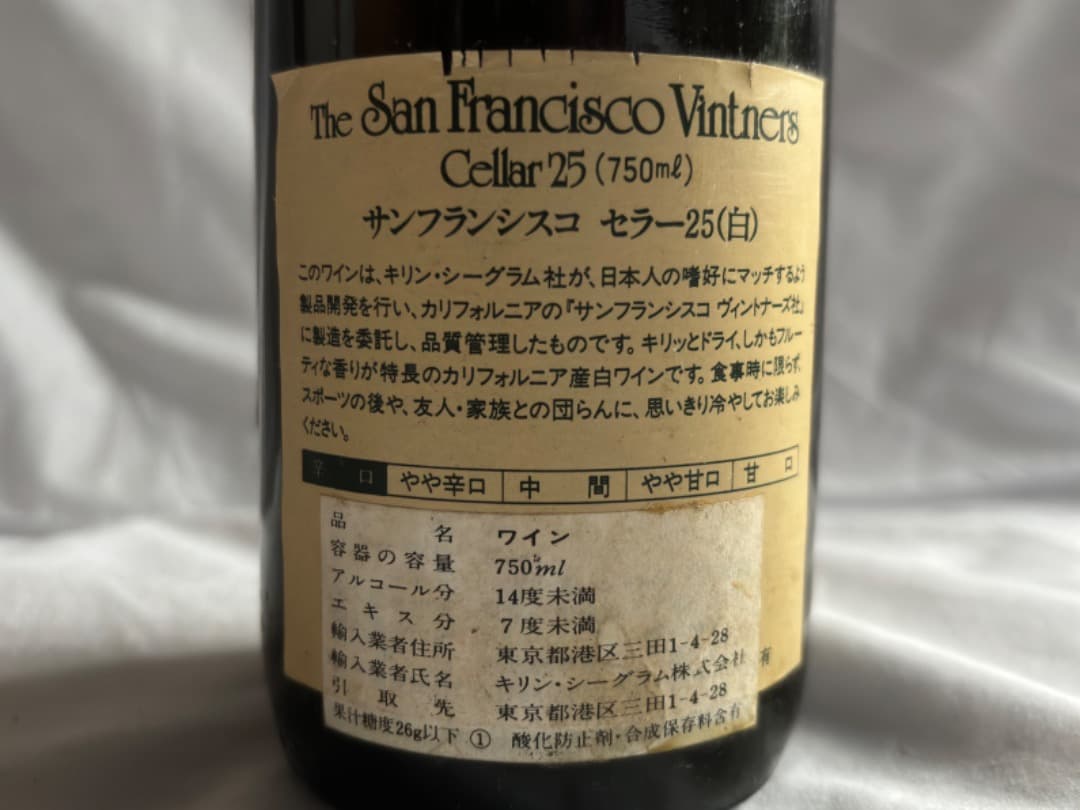 The San Francisco Vintners
Cellar 25 (750ml)
サンフランシスコ セラー25(白)
このワインは、キリン・シーグラム社が、日本人の嗜好にマッチするよう
製品開発を行い、カリフォルニアの『サンフランシスコ ヴィントナーズ社』
に製造を委託し、品質管理したものです。キリッとドライ、しかもフルー
ティな香りが特長のカリフォルニア産白ワインです。食事時に限らず、
スポーツの後や、友人・家族との団らんに、思いきり冷やしてお楽しみ
ください。
辛口 やや辛口 中間 やや甘口 甘口
品名 ワイン
容器の容量 750ml
アルコール分 14度未満
エキス分 7度未満
輸入業者住所 東京都港区三田1-4-28
輸入業者氏名 キリン・シーグラム株式会社
有
引取先 東京都港区三田1-4-28
果汁糖度26g以下 ① 酸化防止剤・合成保存料含有